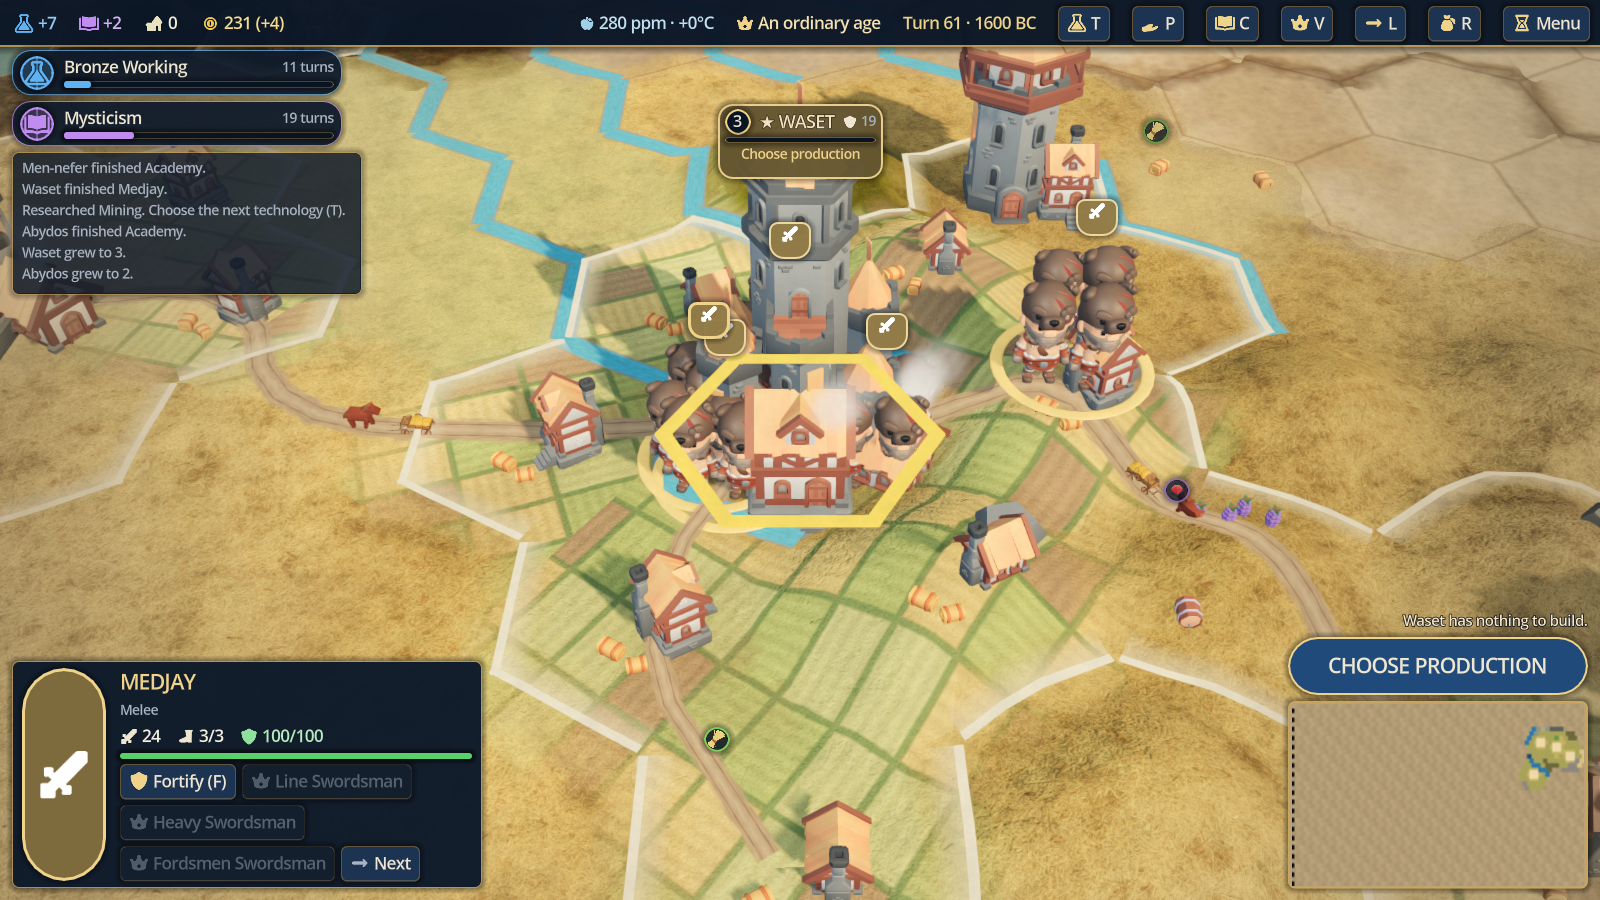 +7
+2
0
231 (+4)
280 ppm · +0°C
An ordinary age
Turn 61 · 1600 BC
T
P
C
V
L
R
Menu
Bronze Working
11 turns
Mysticism
19 turns
Men-nefer finished Academy.
Waset finished Medjay.
Researched Mining. Choose the next technology (T).
Abydos finished Academy.
Waset grew to 3.
Abydos grew to 2.
3 ★ WASET 19
Choose production
MEDJAY
Melee
24
3/3
100/100
Fortify (F)
Line Swordsman
Heavy Swordsman
Fordsmen Swordsman
Next
Waset has nothing to build.
CHOOSE PRODUCTION